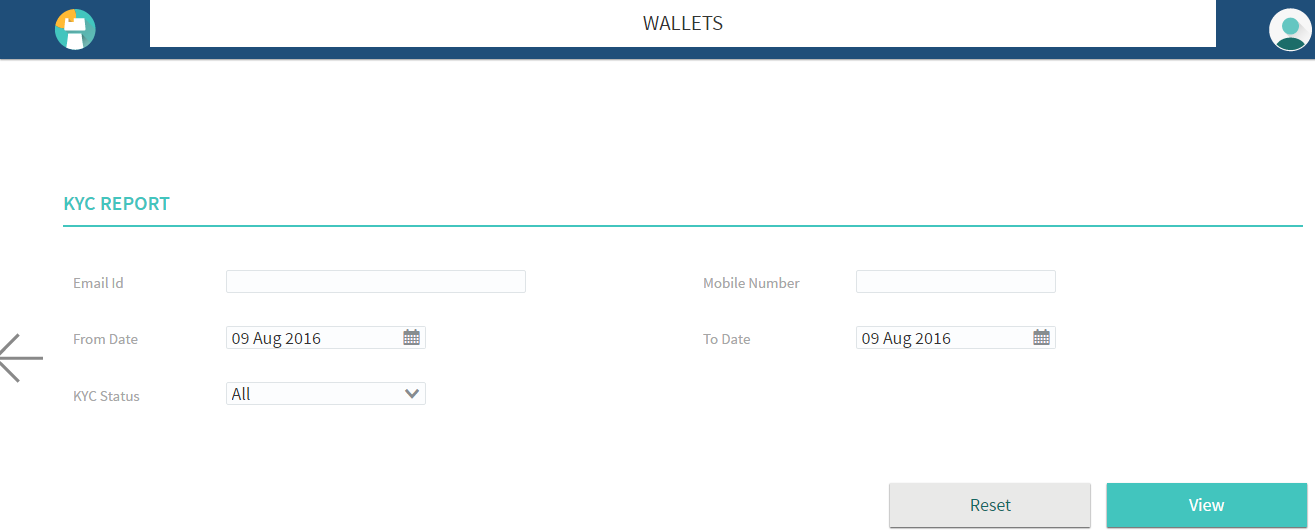 WALLETS
KYC REPORT
Email Id
Mobile Number
From Date 09 Aug 2016
To Date 09 Aug 2016
KYC Status All
Reset View